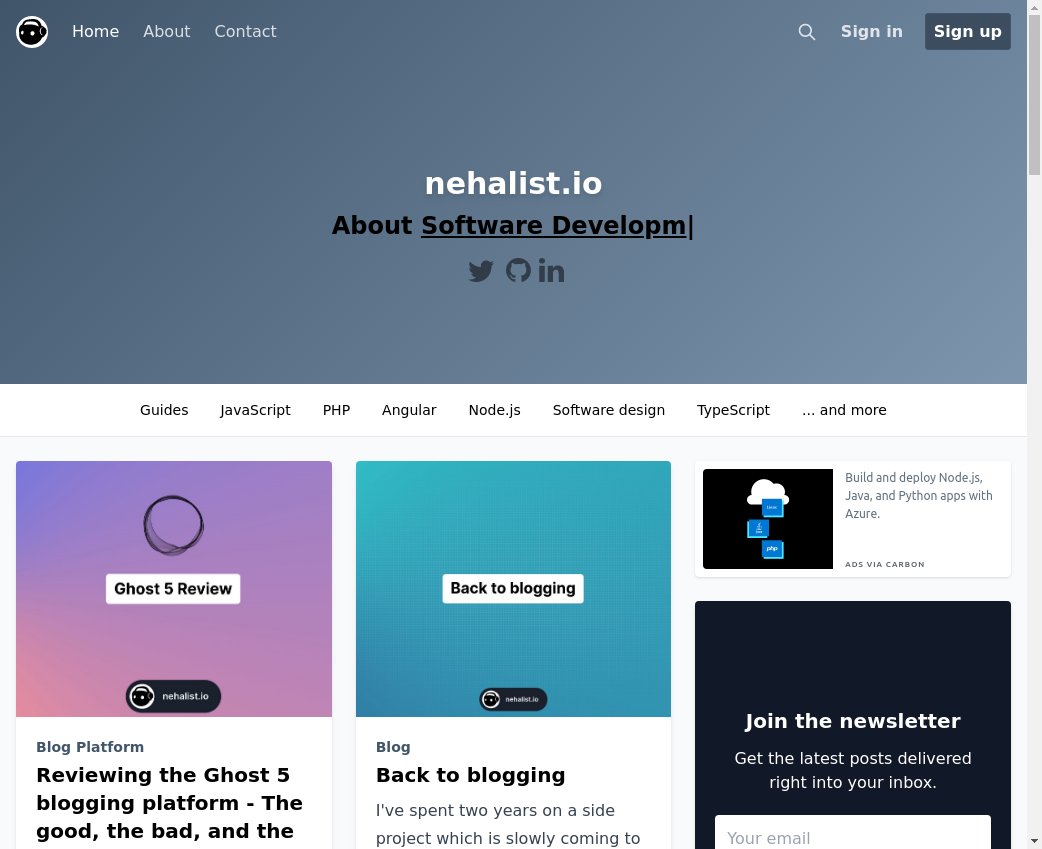 Home About Contact Sign in Sign up
nehalist.io
About Software Developm|
Guides JavaScript PHP Angular Node.js Software design TypeScript ... and more
Ghost 5 Review
nehalist.io
Blog Platform
Reviewing the Ghost 5
blogging platform - The
good, the bad, and the
Back to blogging
nehalist.io
Blog
Back to blogging
I've spent two years on a side
project which is slowly coming to
Build and deploy Node.js,
Java, and Python apps with
Azure.
ADS VIA CARBON
Join the newsletter
Get the latest posts delivered
right into your inbox.
Your email